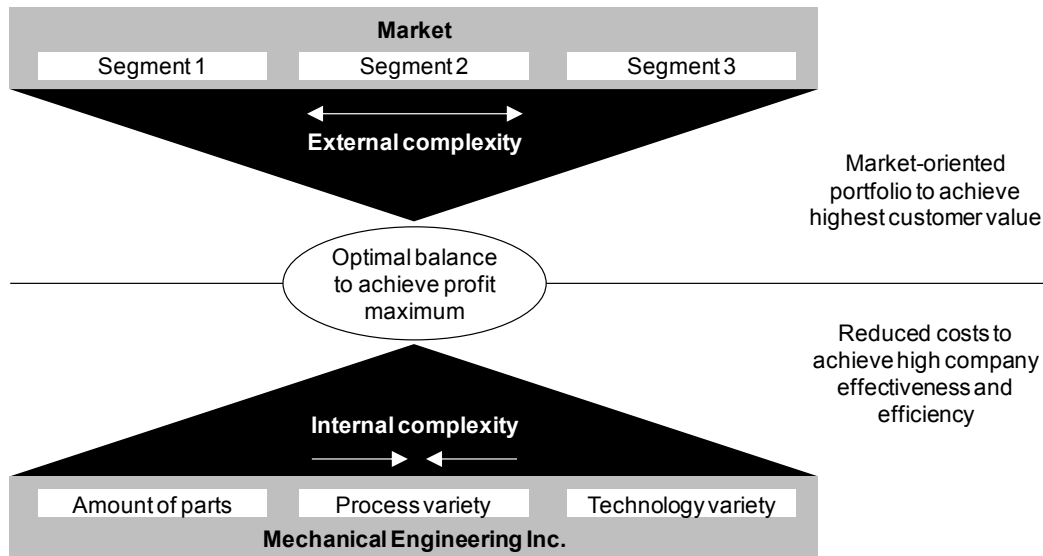 Market
Segment 1
Segment 2
Segment 3
External complexity
Market-oriented
portfolio to achieve
highest customer value
Optimal balance
to achieve profit
maximum
Reduced costs to
achieve high company
effectiveness and
efficiency
Internal complexity
Amount of parts
Process variety
Technology variety
Mechanical Engineering Inc.